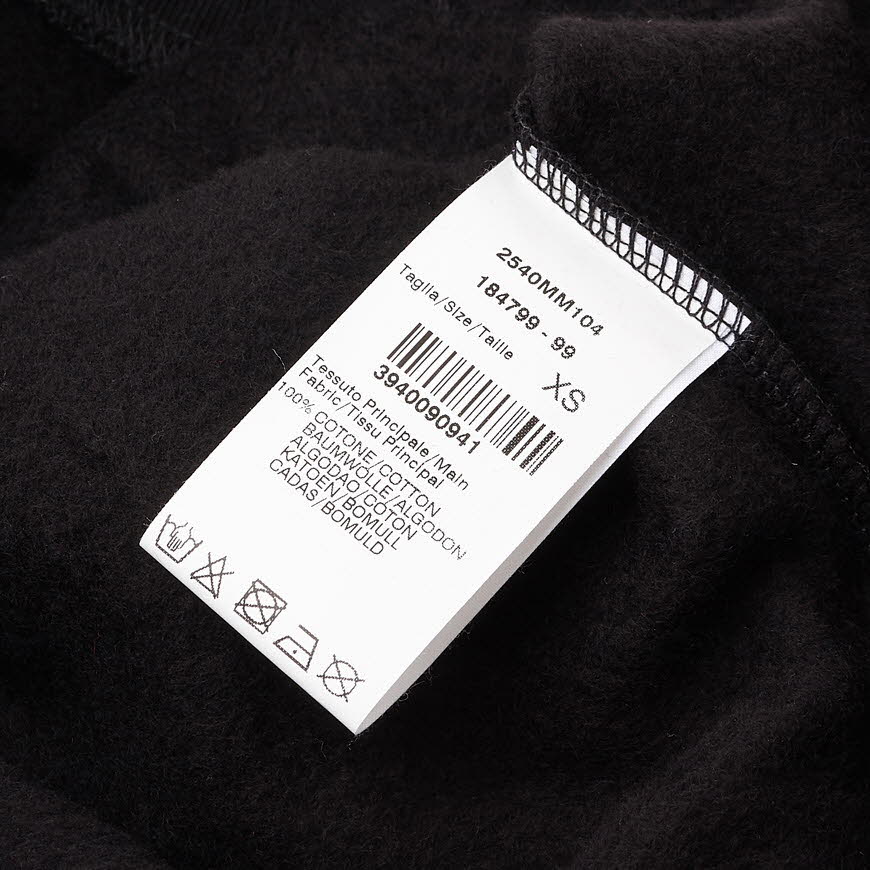 2540MM104
184799 - 99
Taglia/Size/Taille XS
3940090941
Tessuto Principale/Main
Fabric/Tissu Principal
100% COTONE/COTTON
BAUMWOLLE/ALGODON
ALGODAO/COTON
KATOEN/BOMULL
CADAS/BOMULD